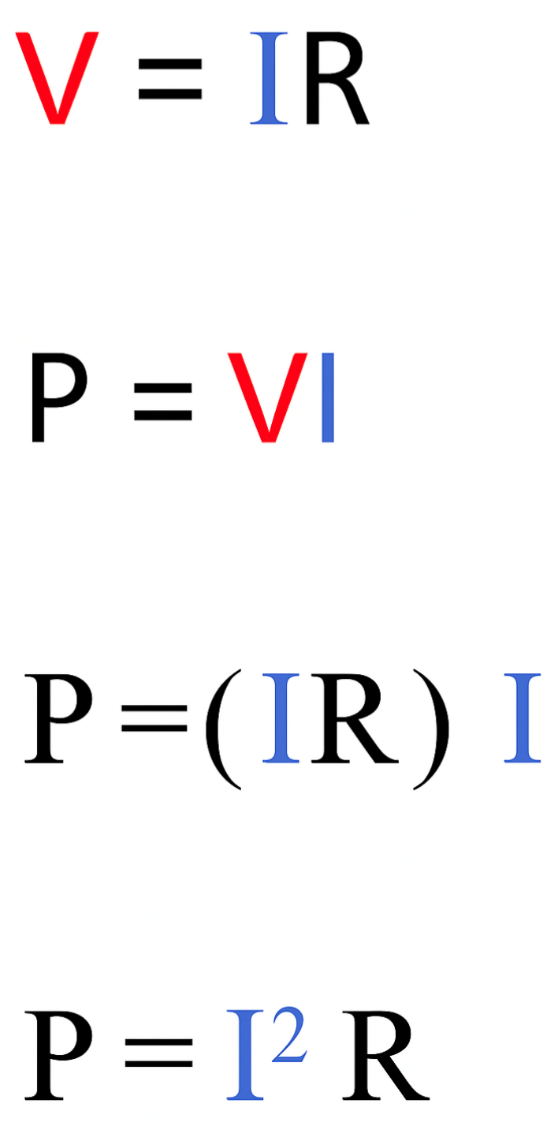 V = IR
P = VI
P =( IR ) I
P = I² R